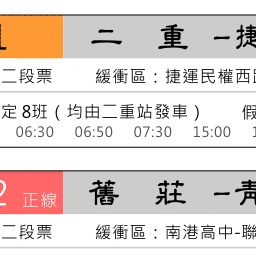 二 重 -捷
二段票 緩衝區：捷運民權西
定 8班（均由二重站發車） 假
06:30 06:50 07:30 15:00 1
2 正線 舊 莊 -青
二段票 緩衝區：南港高中-聯